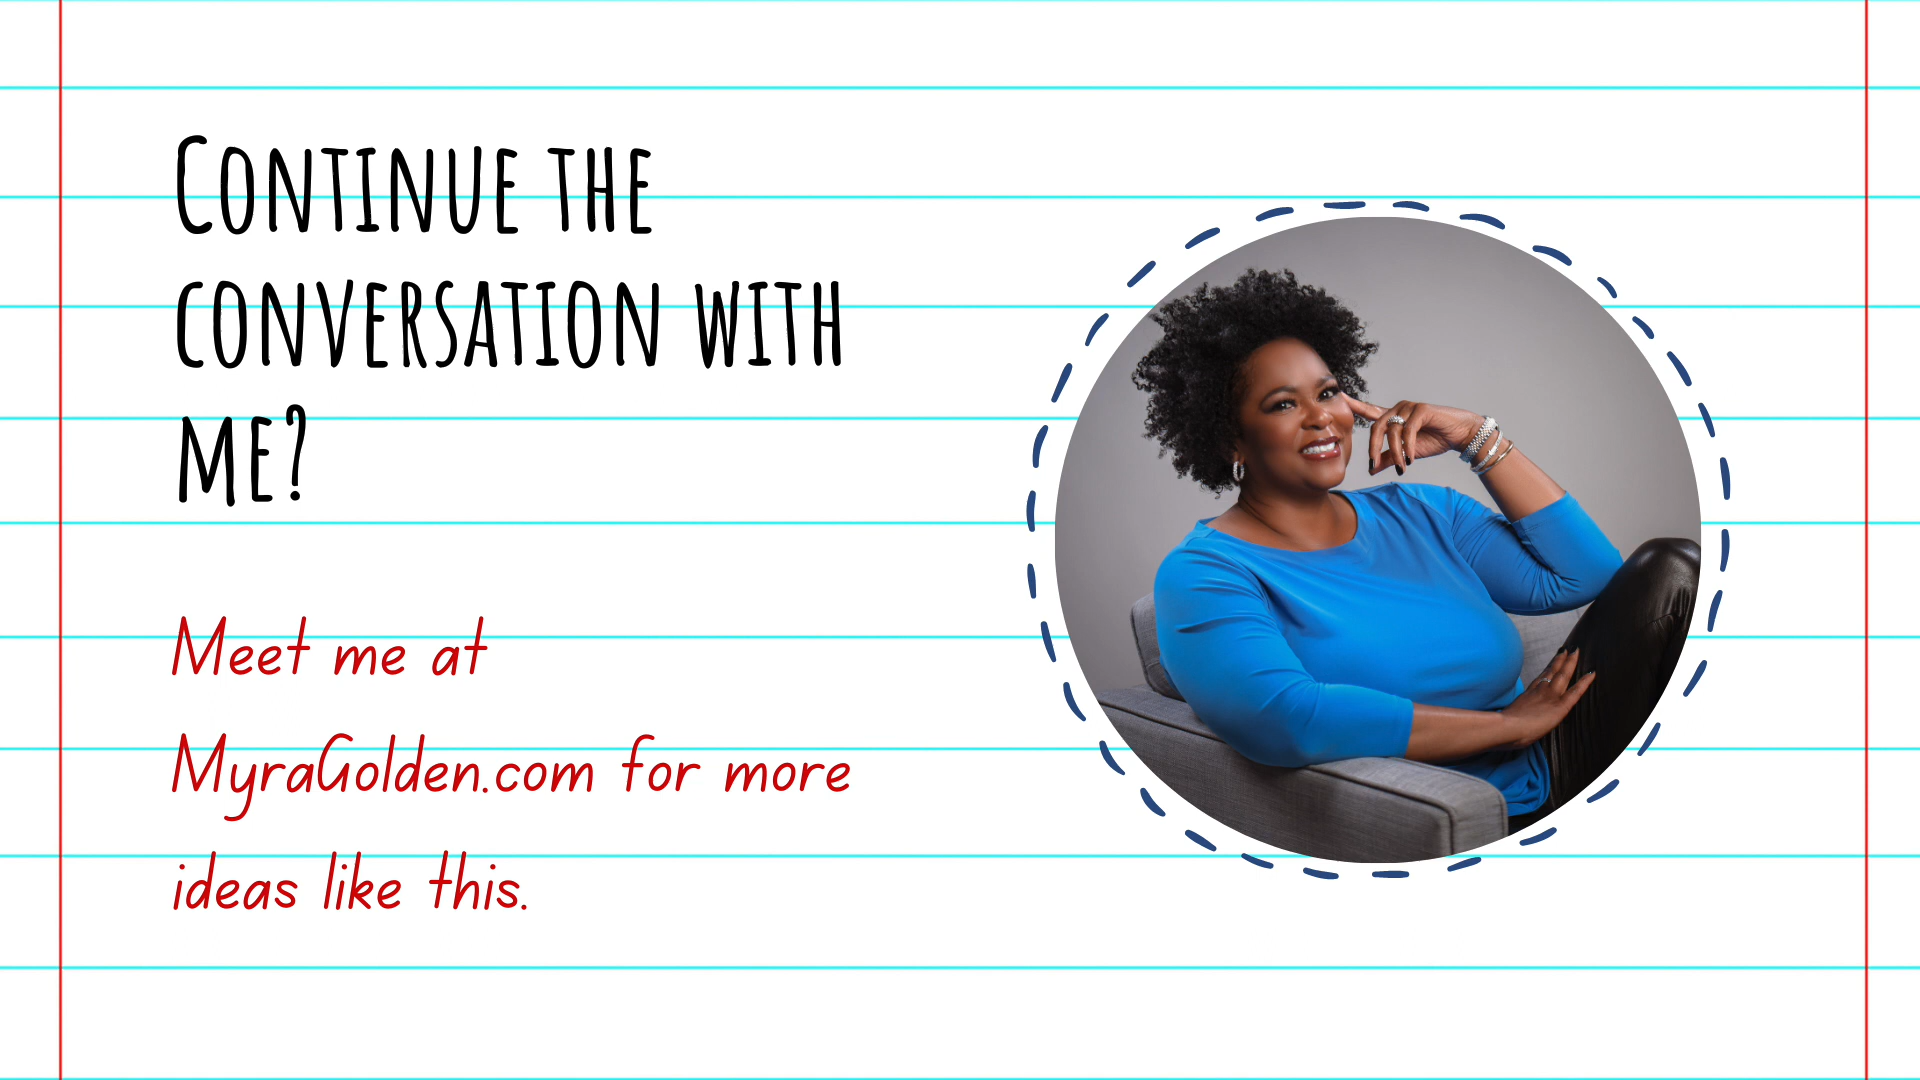 Continue the
conversation with
me?
Meet me at
MyraGolden.com for more
ideas like this.